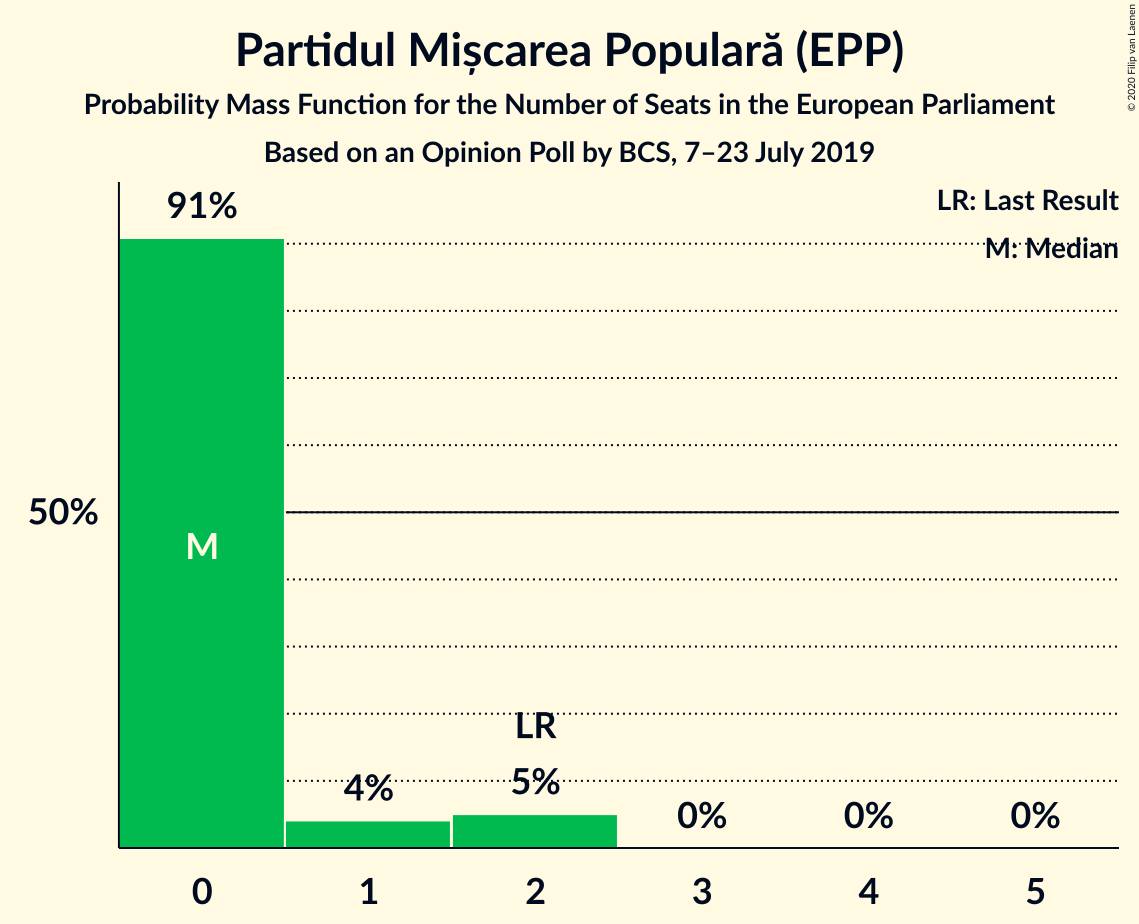 Partidul Mișcarea Populară (EPP)
Probability Mass Function for the Number of Seats in the European Parliament
Based on an Opinion Poll by BCS, 7–23 July 2019
© 2020 Filip van Laenen
LR: Last Result
M: Median
91%
50%
M
LR
4%
5%
0%
0%
0%
0
1
2
3
4
5